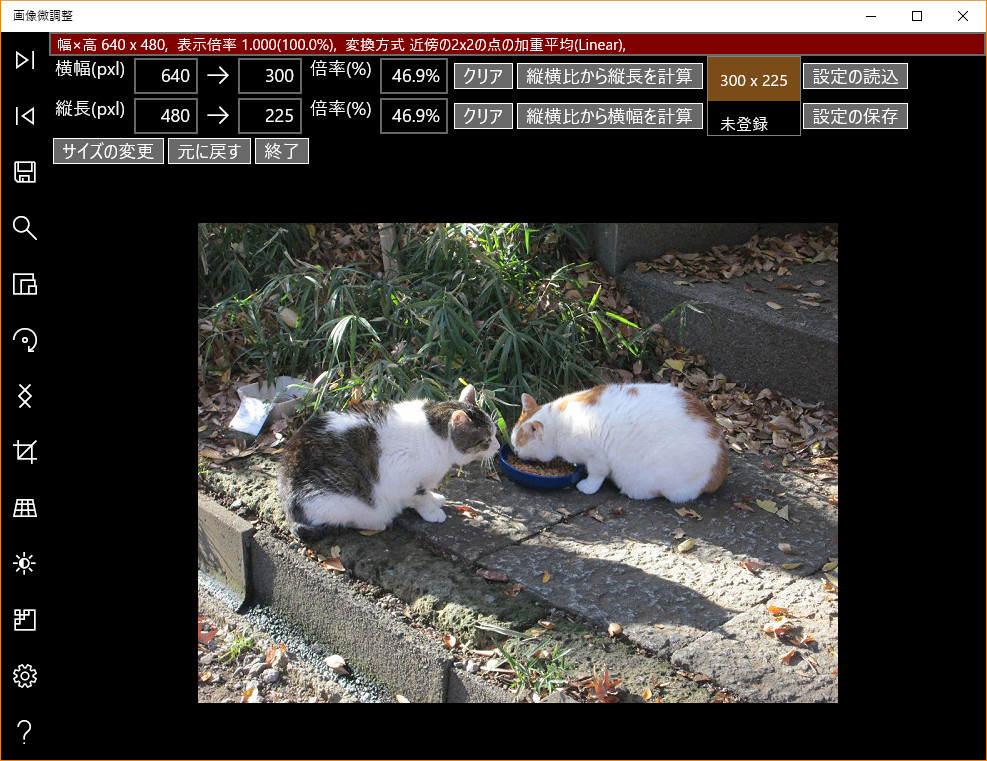 画像微調整
幅×高 640 x 480, 表示倍率 1.000(100.0%), 変換方式 近傍の2x2の点の加重平均(Linear),
横幅(pxl) 640 → 300 倍率(%) 46.9% クリア 縦横比から縦長を計算 300 x 225 設定の読込
縦長(pxl) 480 → 225 倍率(%) 46.9% クリア 縦横比から横幅を計算 未登録 設定の保存
サイズの変更 元に戻す 終了
?